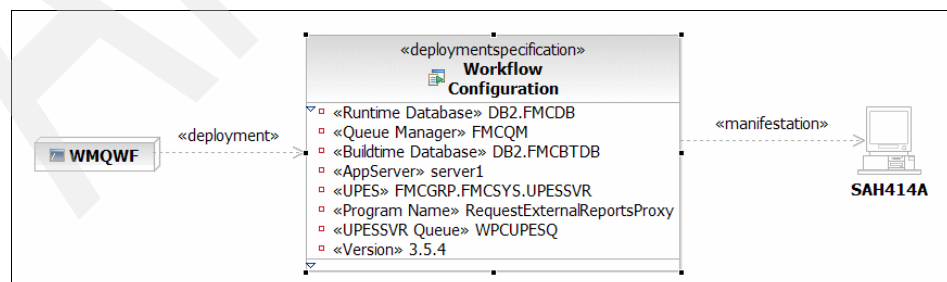 «deploymentspecification»
Workflow
Configuration
«Runtime Database» DB2.FMCDB
«Queue Manager» FMCQM
«Buildtime Database» DB2.FMCBTDB
«AppServer» server1
«UPES» FMCGRP.FMCSYS.UPESSVR
«Program Name» RequestExternalReportsProxy
«UPESSVR Queue» WPCUPESQ
«Version» 3.5.4
«deployment»
WMQWF
«manifestation»
SAH414A